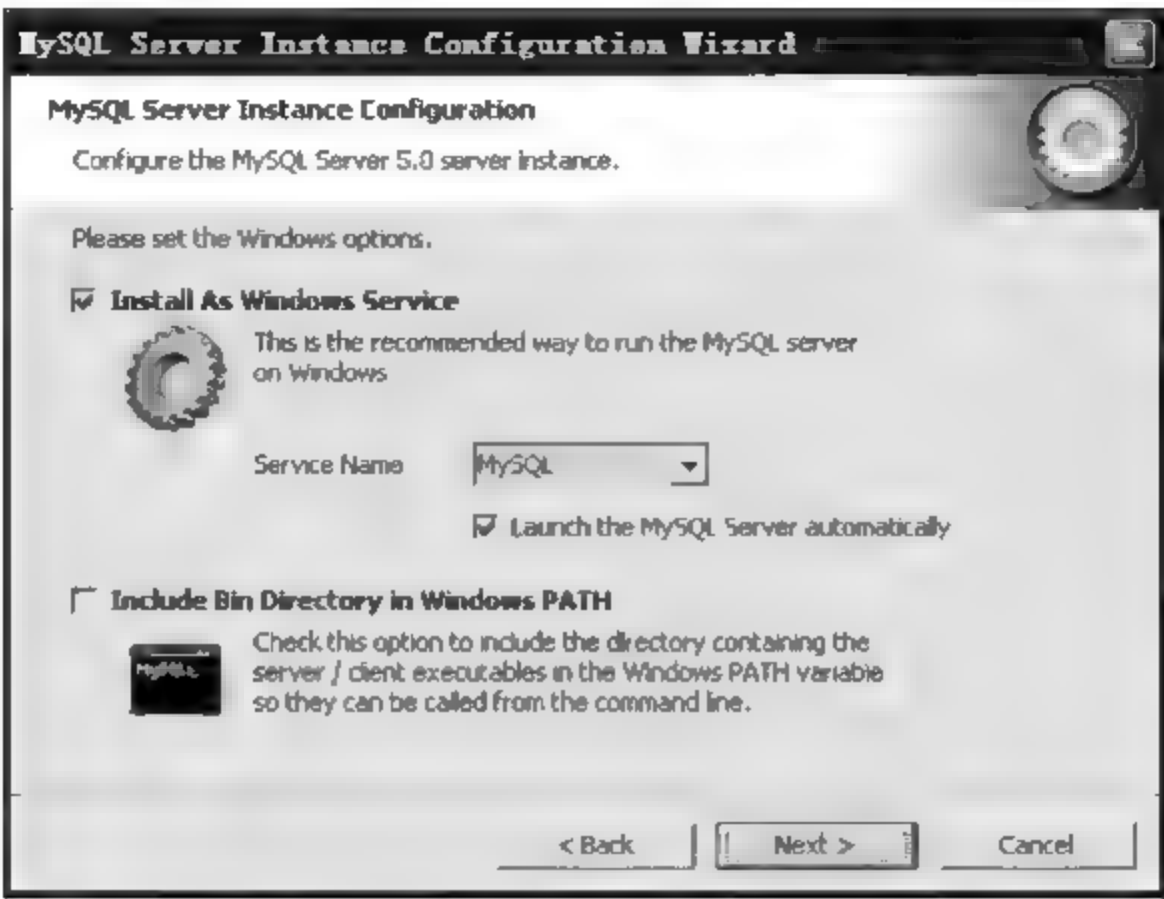 MySQL Server Instance Configuration Wizard
MySQL Server Instance Configuration
Configure the MySQL Server 5.0 server instance.
Please set the Windows options.
Install As Windows Service
This is the recommended way to run the MySQL server
on Windows
Service Name
MySQL
Launch the MySQL Server automatically
Include Bin Directory in Windows PATH
Check this option to include the directory containing the
server / client executables in the Windows PATH variable
so they can be called from the command line.
< Back
Next >
Cancel